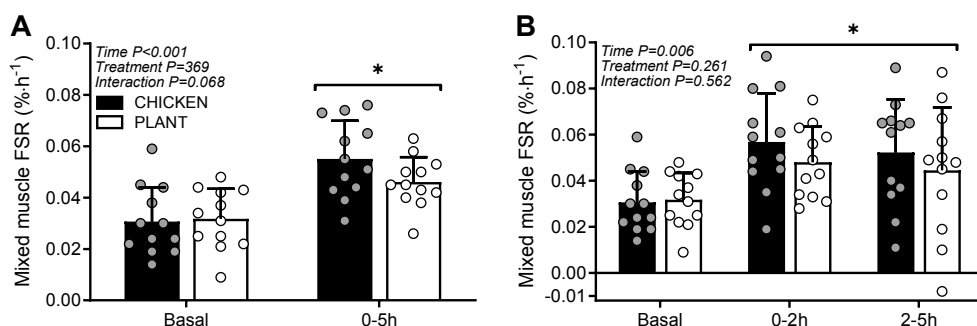 A
Mixed muscle FSR (%·h⁻¹)
0.10
0.08
0.06
0.04
0.02
0.00
Time P<0.001
Treatment P=369
Interaction P=0.068
CHICKEN
PLANT
*
Basal
0-5h
B
Mixed muscle FSR (%·h⁻¹)
0.10
0.08
0.06
0.04
0.02
0.00
-0.01
Time P=0.006
Treatment P=0.261
Interaction P=0.562
*
Basal
0-2h
2-5h